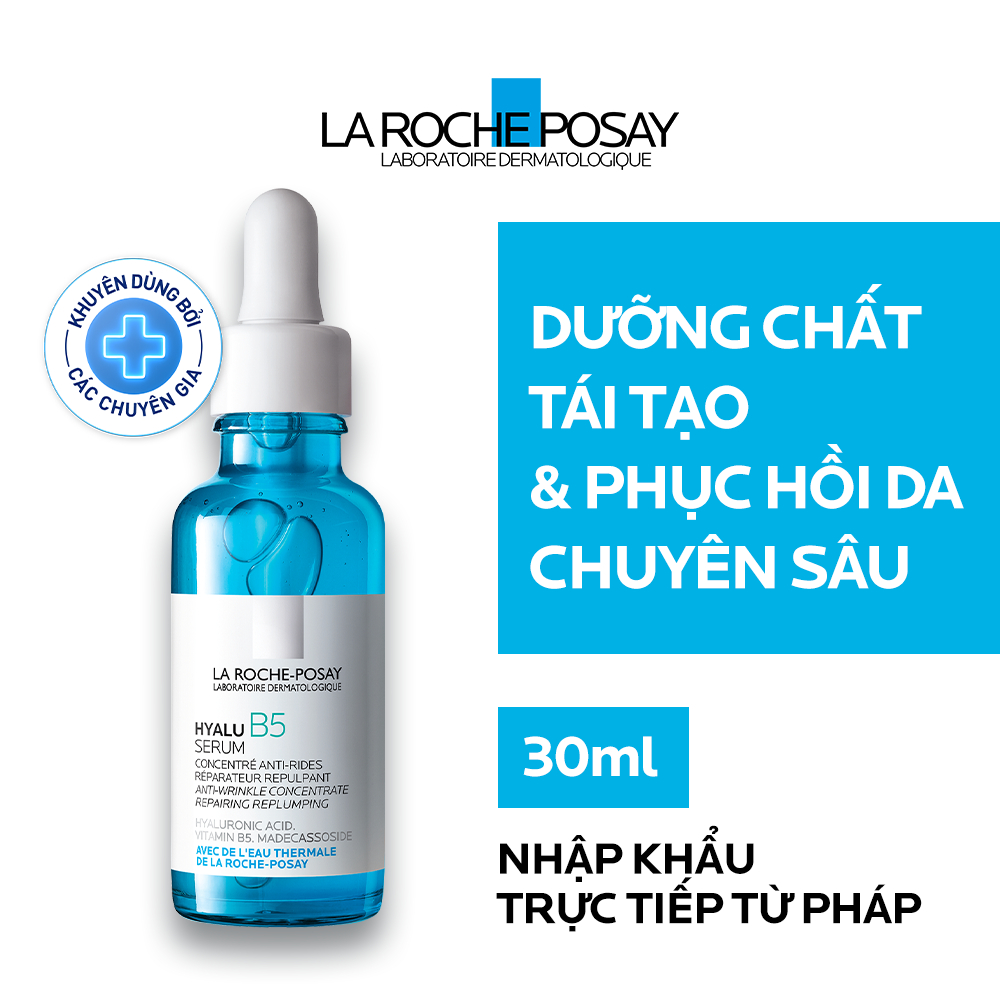 LA ROCHE POSAY
LABORATOIRE DERMATOLOGIQUE
KHUYÊN DÙNG BỞI
CÁC CHUYÊN GIA
DƯỠNG CHẤT
TÁI TẠO
& PHỤC HỒI DA
CHUYÊN SÂU
LA ROCHE-POSAY
LABORATOIRE DERMATOLOGIQUE
HYALU B5
SERUM
CONCENTRÉ ANTI-RIDES
RÉPARATEUR REPULPANT
ANTI-WRINKLE CONCENTRATE
REPAIRING REPLUMPING
HYALURONIC ACID.
VITAMIN B5. MADECASSOSIDE
AVEC DE L'EAU THERMALE
DE LA ROCHE-POSAY
30ml
NHẬP KHẨU
TRỰC TIẾP TỪ PHÁP